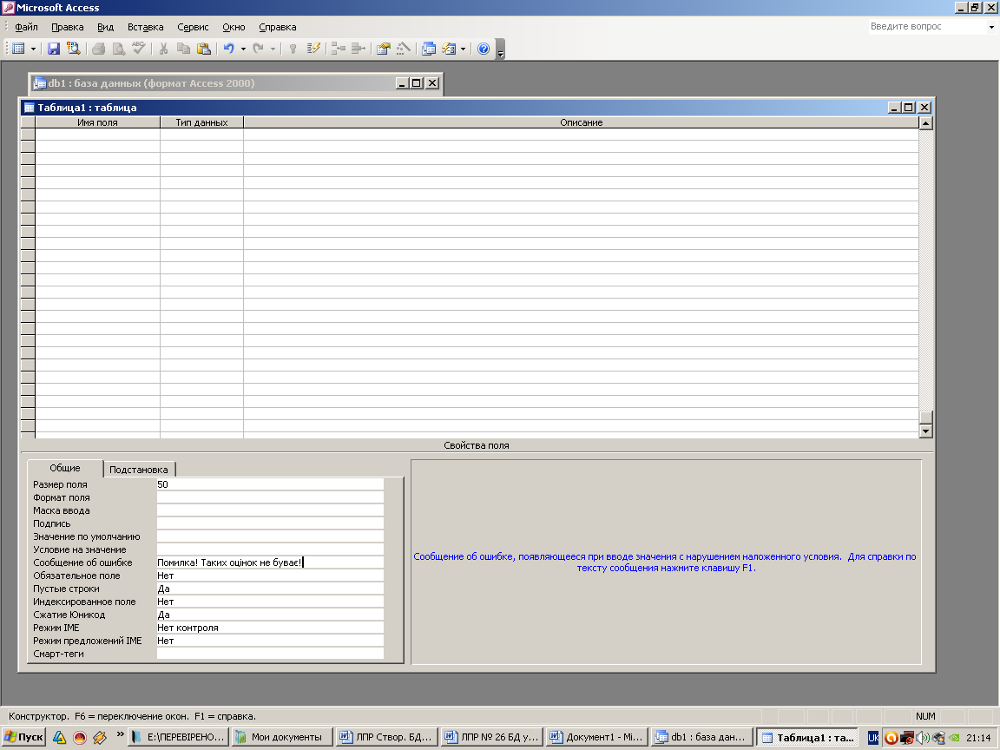 Microsoft Access
Файл Правка Вид Вставка Сервис Окно Справка
Введите вопрос
db1 : база данных (формат Access 2000)
Таблица1 : таблица
Имя поля Тип данных Описание
Свойства поля
Общие Подстановка
Размер поля 50
Формат поля
Маска ввода
Подпись
Значение по умолчанию
Условие на значение
Сообщение об ошибке Помилка! Таких оцінок не буває!
Обязательное поле Нет
Пустые строки Да
Индексированное поле Нет
Сжатие Юникод Да
Режим IME Нет контроля
Режим предложений IME Нет
Смарт-теги
Сообщение об ошибке, появляющееся при вводе значения с нарушением наложенного условия. Для справки по
тексту сообщения нажмите клавишу F1.
Конструктор. F6 = переключение окон. F1 = справка.
NUM
Пуск
E:\ПЕРЕВІРЕНО... Мои документы ЛПР Створ. БД... ЛПР № 26 БД у... Документ1 - Mi... db1 : база дан... Таблица1 : та... UK 21:14